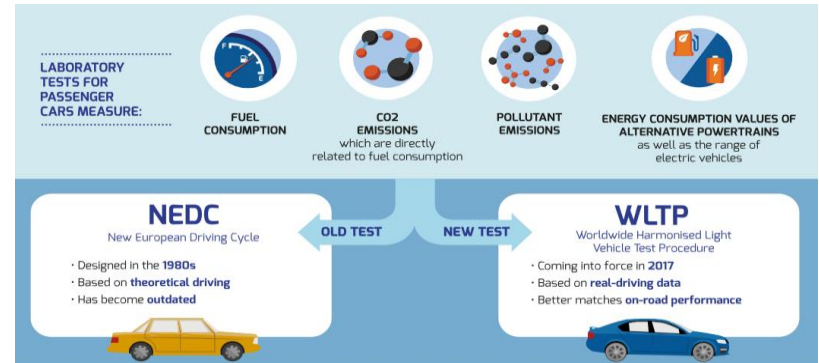 LABORATORY
TESTS FOR
PASSENGER
CARS MEASURE:
F
E
FUEL
CONSUMPTION
CO2
EMISSIONS
which are directly
related to fuel consumption
POLLUTANT
EMISSIONS
ENERGY CONSUMPTION VALUES OF
ALTERNATIVE POWERTRAINS
as well as the range of
electric vehicles
OLD TEST
NEW TEST
NEDC
New European Driving Cycle
· Designed in the 1980s
· Based on theoretical driving
· Has become outdated
WLTP
Worldwide Harmonised Light
Vehicle Test Procedure
· Coming into force in 2017
· Based on real-driving data
· Better matches on-road performance